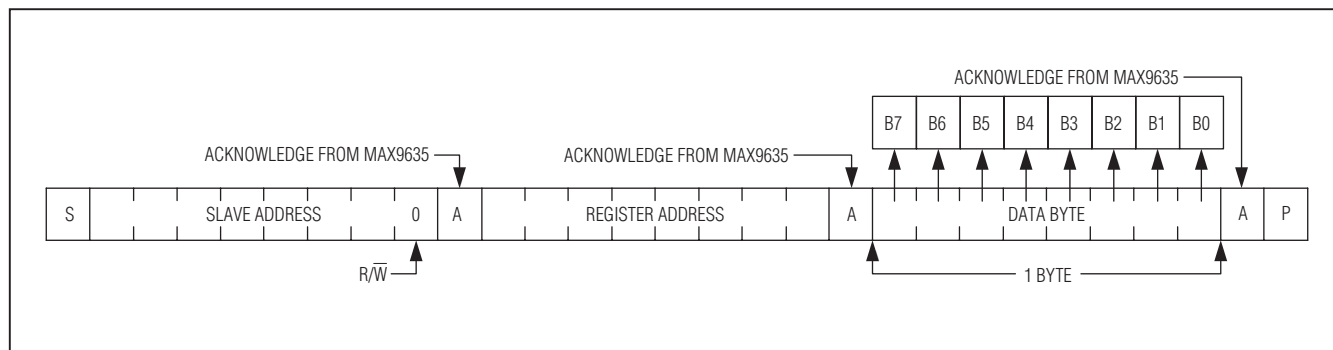 ACKNOWLEDGE FROM MAX9635
B7 B6 B5 B4 B3 B2 B1 B0
ACKNOWLEDGE FROM MAX9635 ACKNOWLEDGE FROM MAX9635
S SLAVE ADDRESS 0 A REGISTER ADDRESS A DATA BYTE A P
R/W̅ 1 BYTE